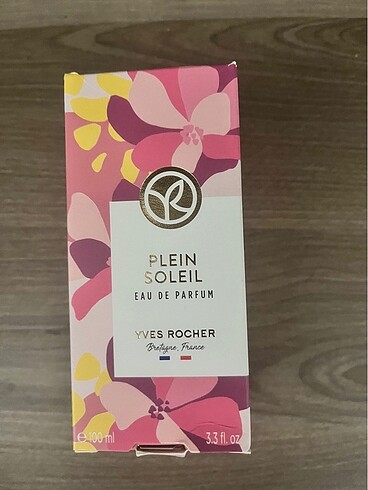 PLEIN
SOLEIL
EAU DE PARFUM
YVES ROCHER
Bretagne, France
℮ 100 ml
3.3 fl. oz